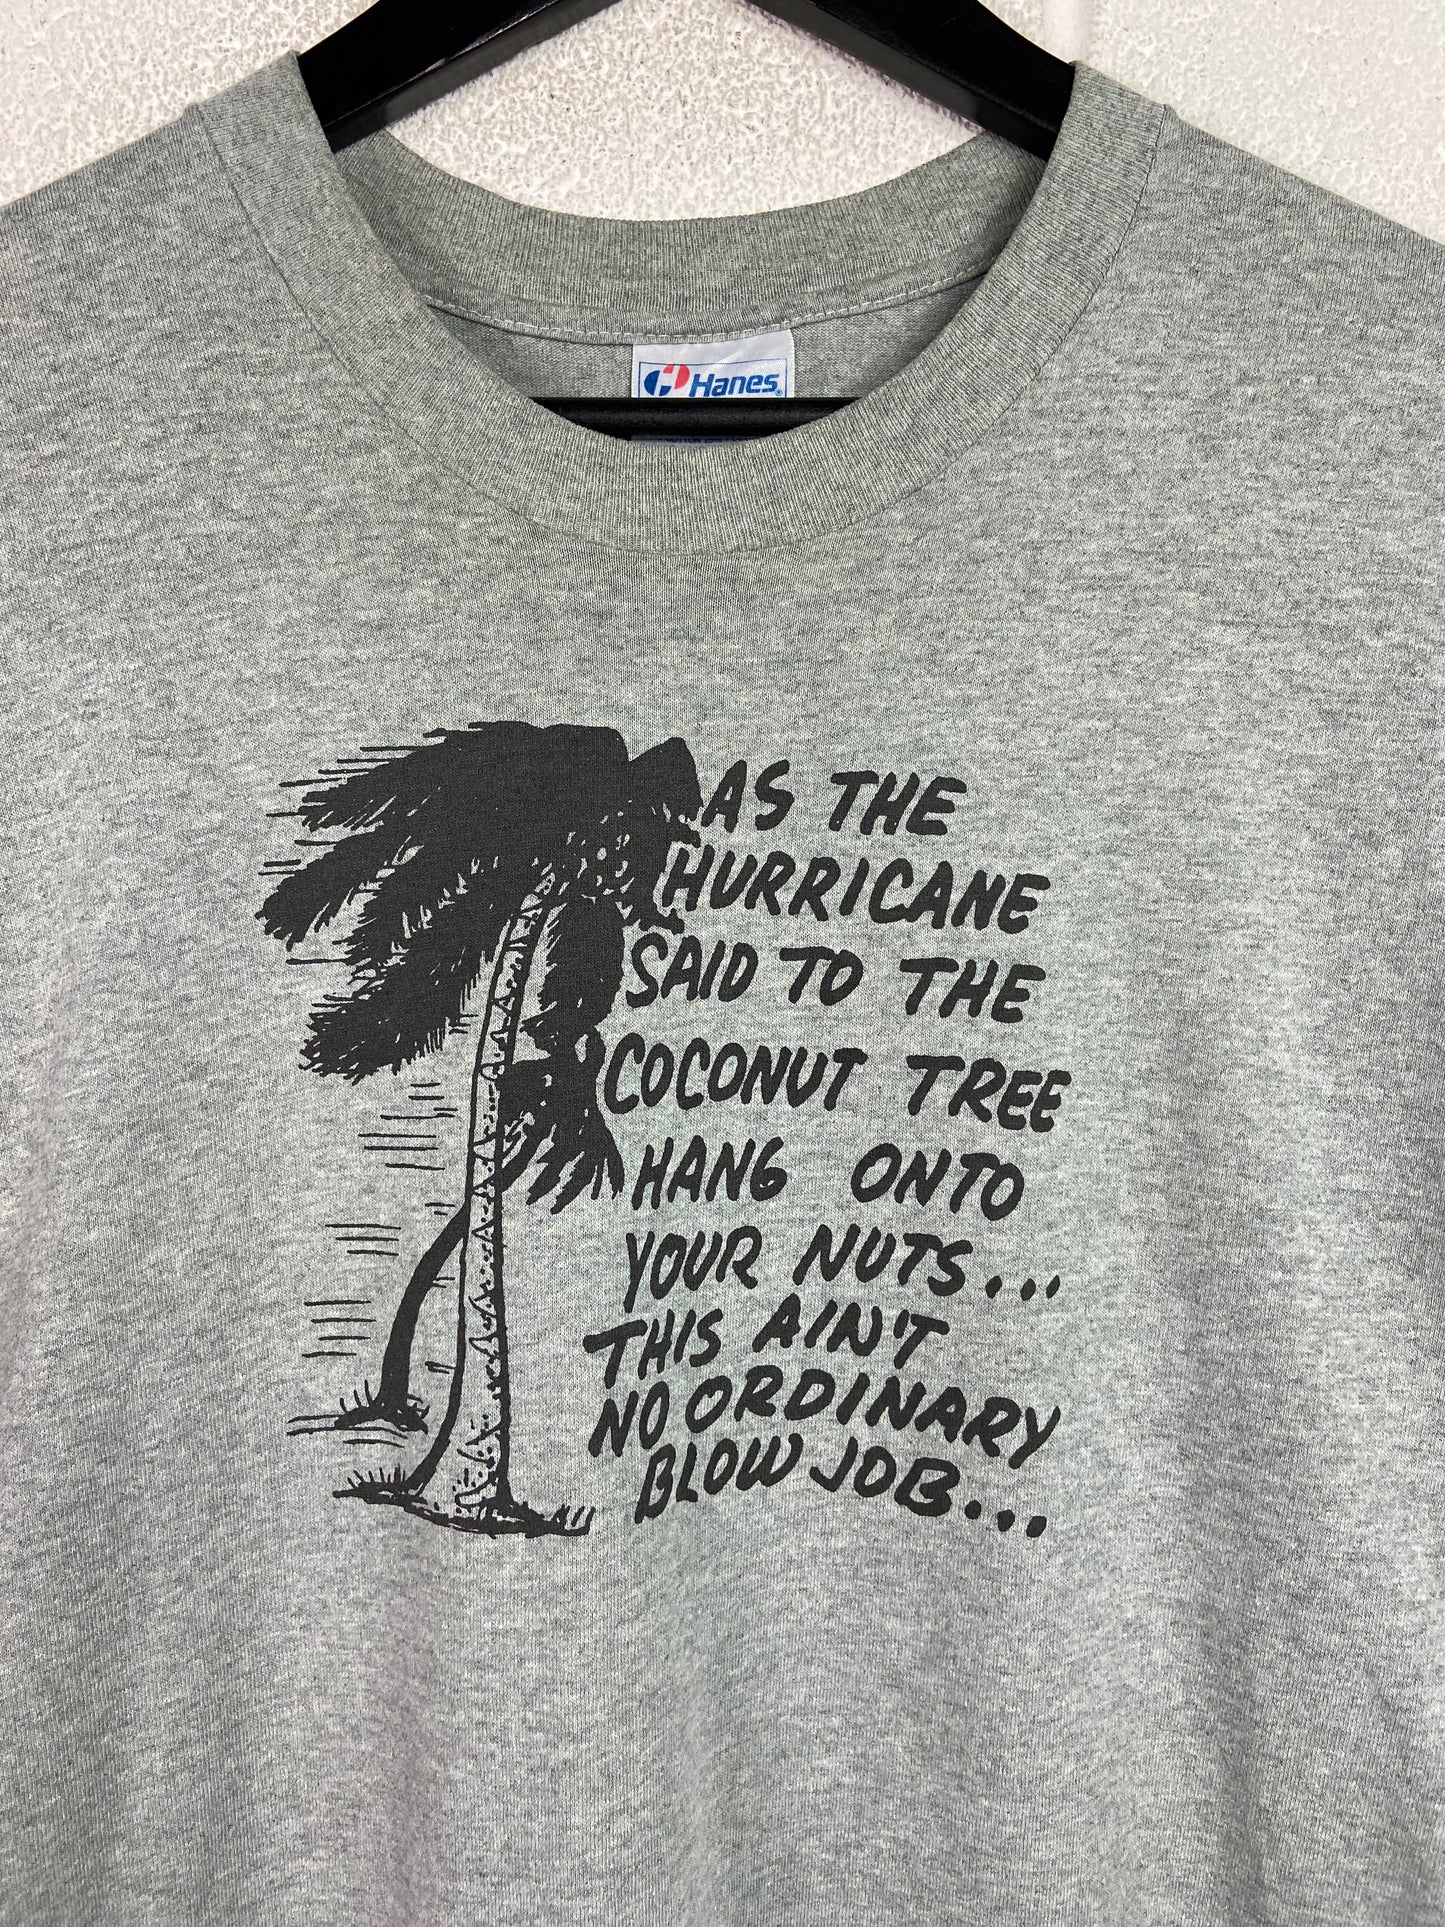 Hanes
AS THE
HURRICANE
SAID TO THE
COCONUT TREE
HANG ONTO
YOUR NUTS...
THIS AIN'T
NO ORDINARY
BLOW JOB...